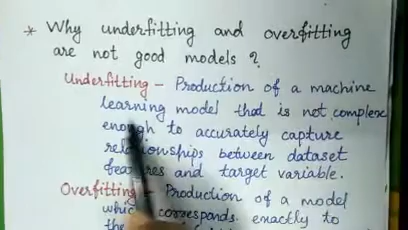 * Why underfitting and overfitting
are not good models ?
Underfitting - Production of a machine
learning model that is not complex
enough to accurately capture
relationships between dataset
features and target variable.
Overfitting - Production of a model
which corresponds exactly to
the